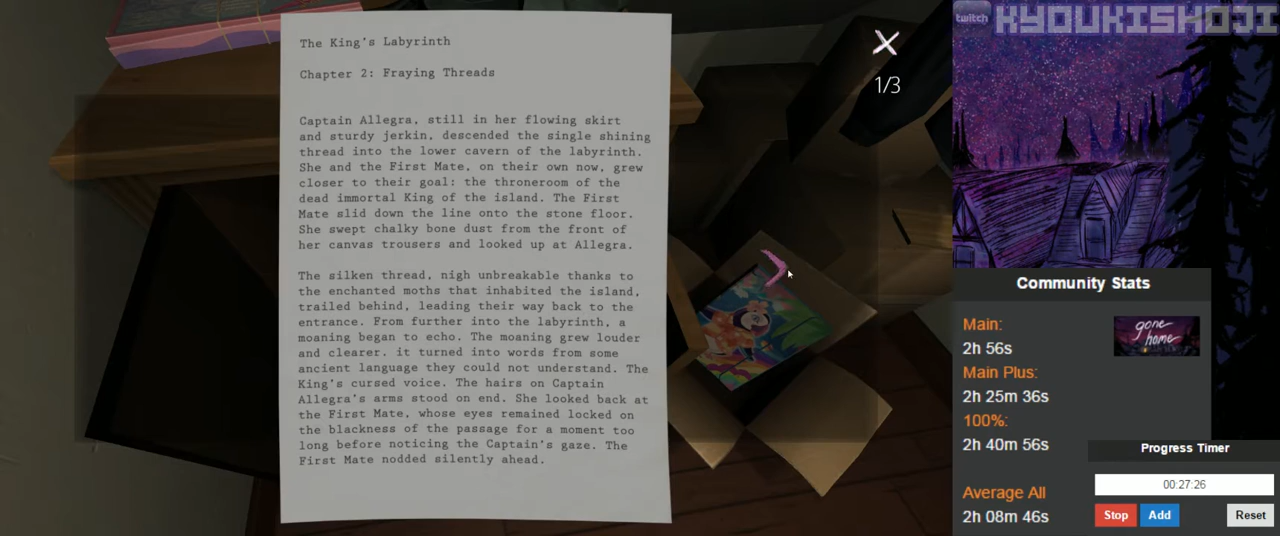 The King's Labyrinth
Chapter 2: Fraying Threads
Captain Allegra, still in her flowing skirt
and sturdy jerkin, descended the single shining
thread into the lower cavern of the labyrinth.
She and the First Mate, on their own now, grew
closer to their goal: the throneroom of the
dead immortal King of the island. The First
Mate slid down the line onto the stone floor.
She swept chalky bone dust from the front of
her canvas trousers and looked up at Allegra.
The silken thread, nigh unbreakable thanks to
the enchanted moths that inhabited the island,
trailed behind, leading their way back to the
entrance. From further into the labyrinth, a
moaning began to echo. The moaning grew louder
and clearer. it turned into words from some
ancient language they could not understand. The
King's cursed voice. The hairs on Captain
Allegra's arms stood on end. She looked back at
the First Mate, whose eyes remained locked on
the blackness of the passage for a moment too
long before noticing the Captain's gaze. The
First Mate nodded silently ahead.
1/3
twitch KYOUKISHOJI
Community Stats
gone home
Main:
2h 56s
Main Plus:
2h 25m 36s
100%:
2h 40m 56s
Average All
2h 08m 46s
Progress Timer
00:27:26
Stop Add Reset